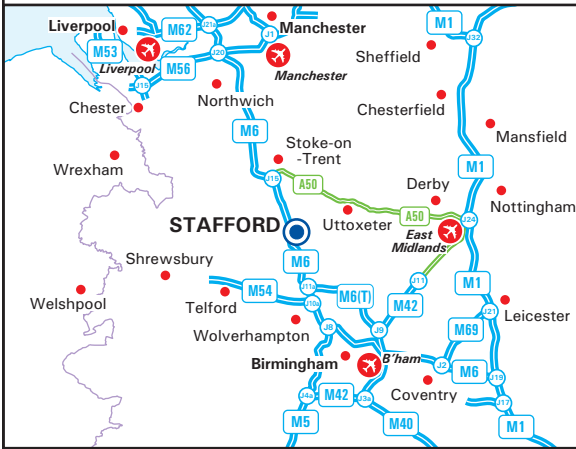 Liverpool
M62
J21a
Manchester
M1
J1
J32
M53
Liverpool
J20
Sheffield
M56
Manchester
J15
Northwich
Chesterfield
Chester
M6
Mansfield
Stoke-on
-Trent
Wrexham
M1
J15
A50
Derby
Nottingham
STAFFORD
Uttoxeter
A50
J24
East
Midlands
Shrewsbury
M6
M54
J11a
M6(T)
J11
M1
Welshpool
Telford
J10a
M42
Leicester
Wolverhampton
J8
J9
M69
J21
Birmingham
B'ham
J2
M6
J19
Coventry
J4a
M42
J3a
J17
M5
M40
M1